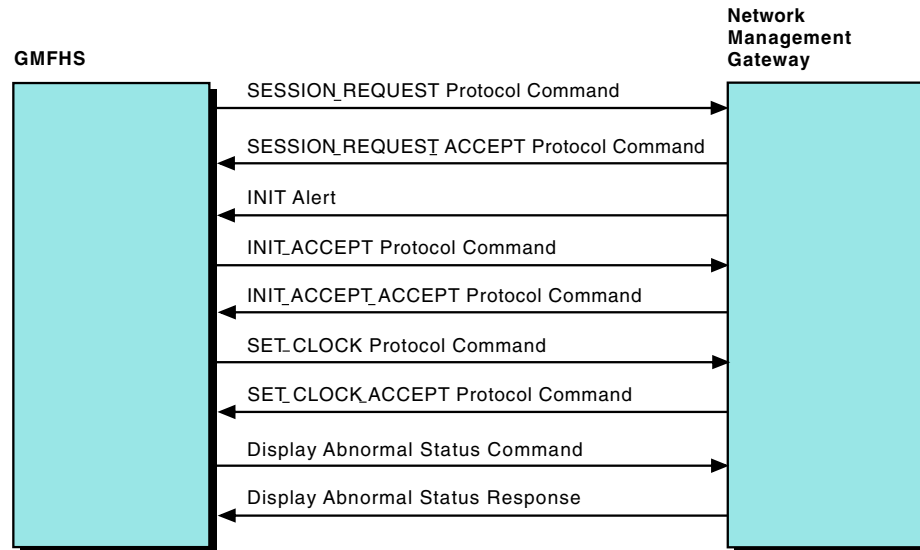 GMFHS
Network
Management
Gateway
SESSION_REQUEST Protocol Command
SESSION_REQUEST_ACCEPT Protocol Command
INIT Alert
INIT_ACCEPT Protocol Command
INIT_ACCEPT_ACCEPT Protocol Command
SET_CLOCK Protocol Command
SET_CLOCK_ACCEPT Protocol Command
Display Abnormal Status Command
Display Abnormal Status Response